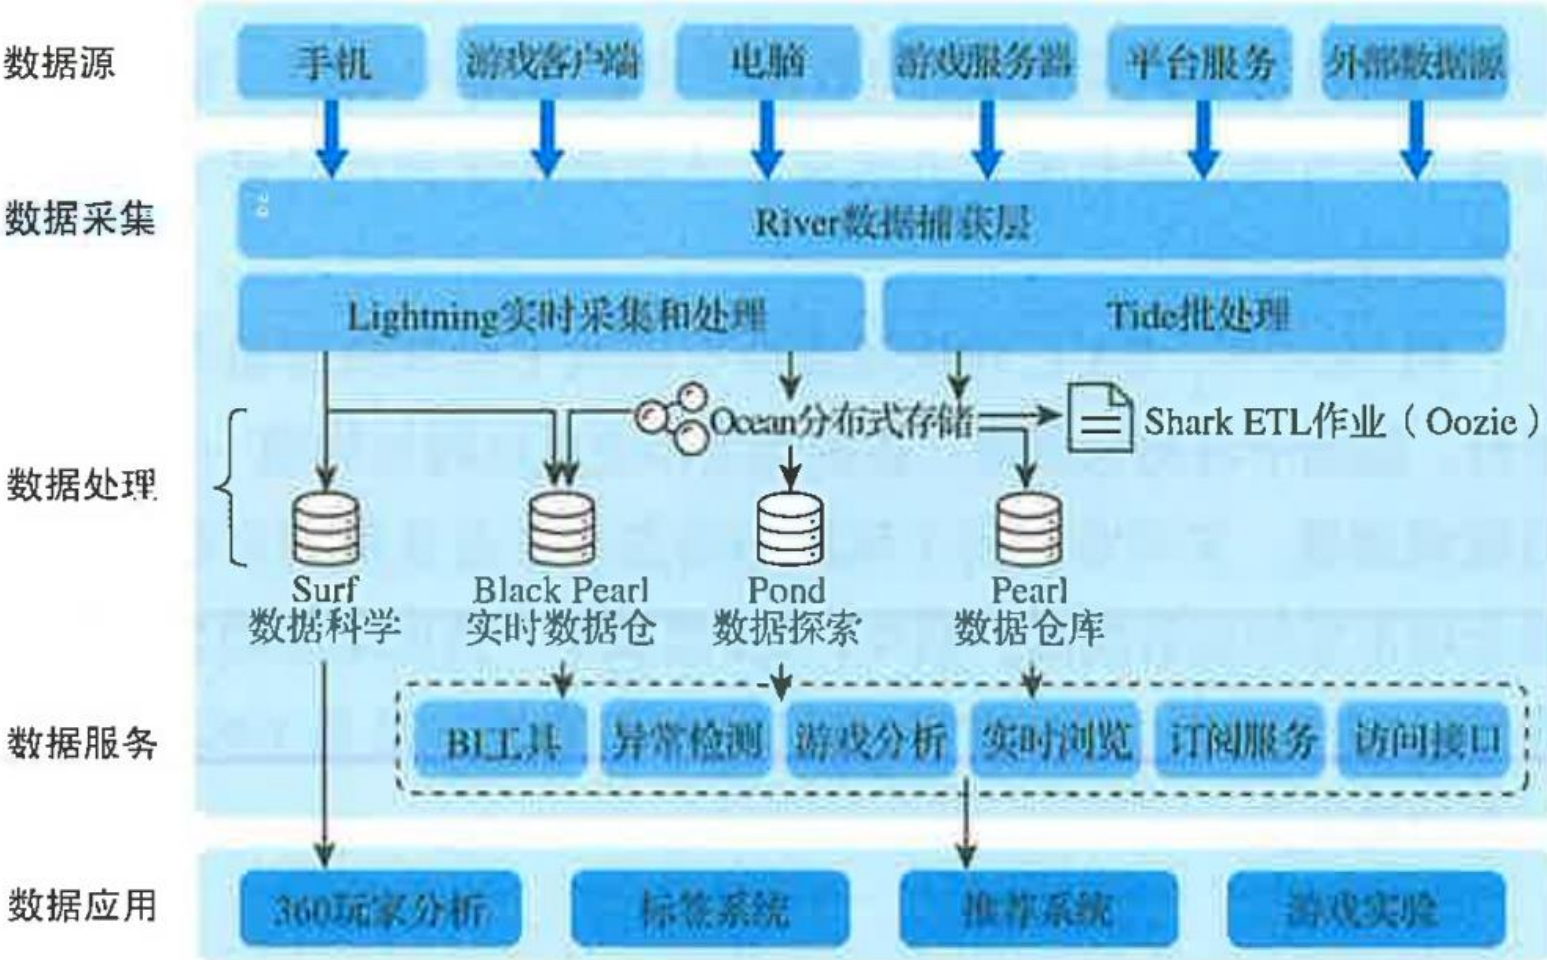 数据源
手机
游戏客户端
电脑
游戏服务器
平台服务
外部数据源
数据采集
River数据捕获层
Lightning实时采集和处理
Tide批处理
数据处理
Ocean分布式存储
Shark ETL作业（Oozie）
Surf
数据科学
Black Pearl
实时数据仓
Pond
数据探索
Pearl
数据仓库
数据服务
BI工具
异常检测
游戏分析
实时浏览
订阅服务
访问接口
数据应用
360玩家分析
标签系统
推荐系统
游戏实验